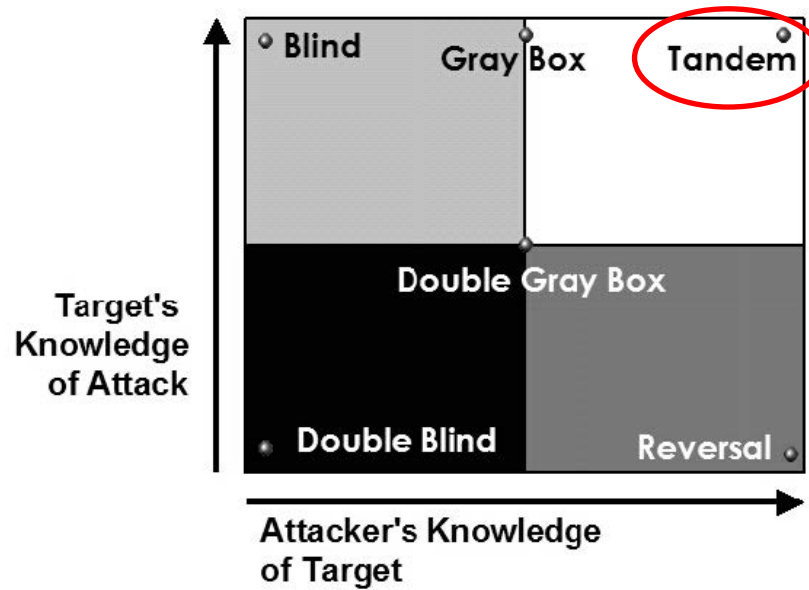 Blind
Gray Box
Tandem
Double Gray Box
Target's
Knowledge
of Attack
Double Blind
Reversal
Attacker's Knowledge
of Target